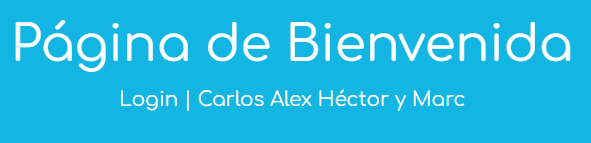 Página de Bienvenida
Login | Carlos Alex Héctor y Marc